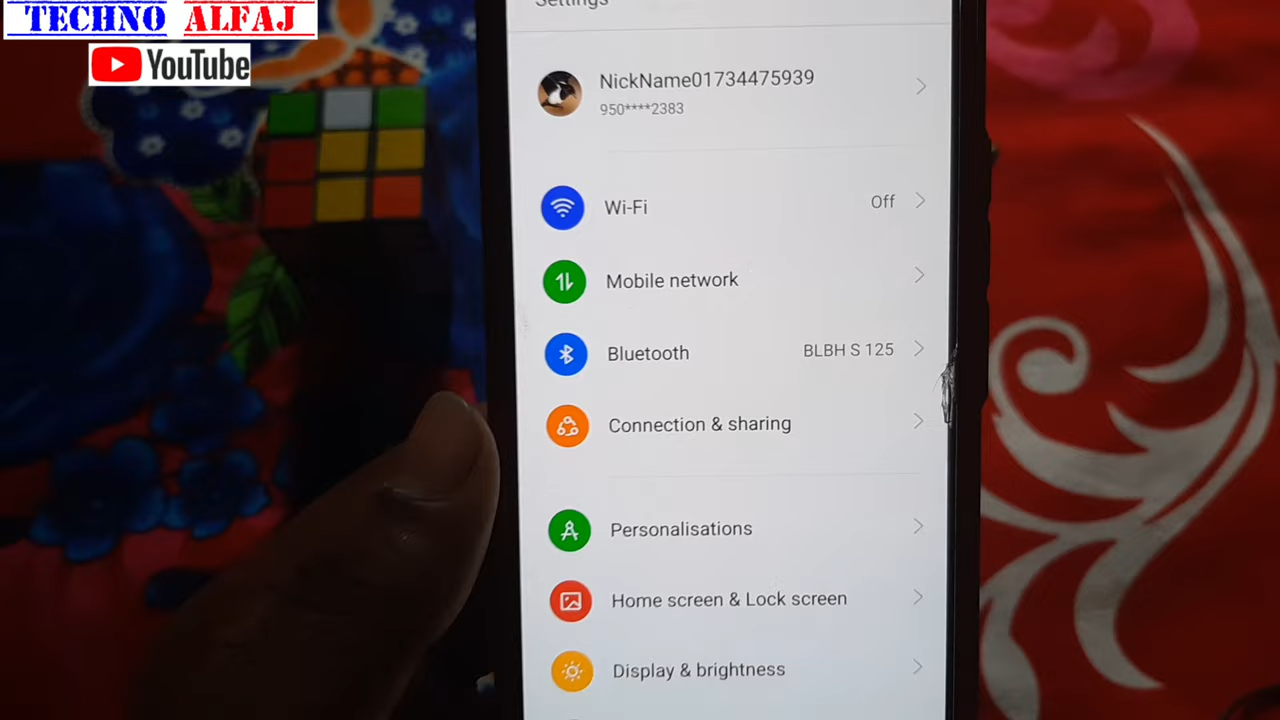 TECHNO ALFAJ
YouTube
Settings
NickName01734475939
950****2383
Wi-Fi Off
Mobile network
Bluetooth BLBH S 125
Connection & sharing
Personalisations
Home screen & Lock screen
Display & brightness